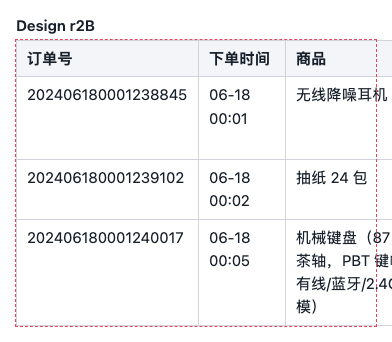 Design r2B
订单号 下单时间 商品
202406180001238845 06-18 无线降噪耳机
00:01
202406180001239102 06-18 抽纸 24 包
00:02
202406180001240017 06-18 机械键盘（87
00:05 茶轴，PBT 键
有线/蓝牙/2.4G
模）